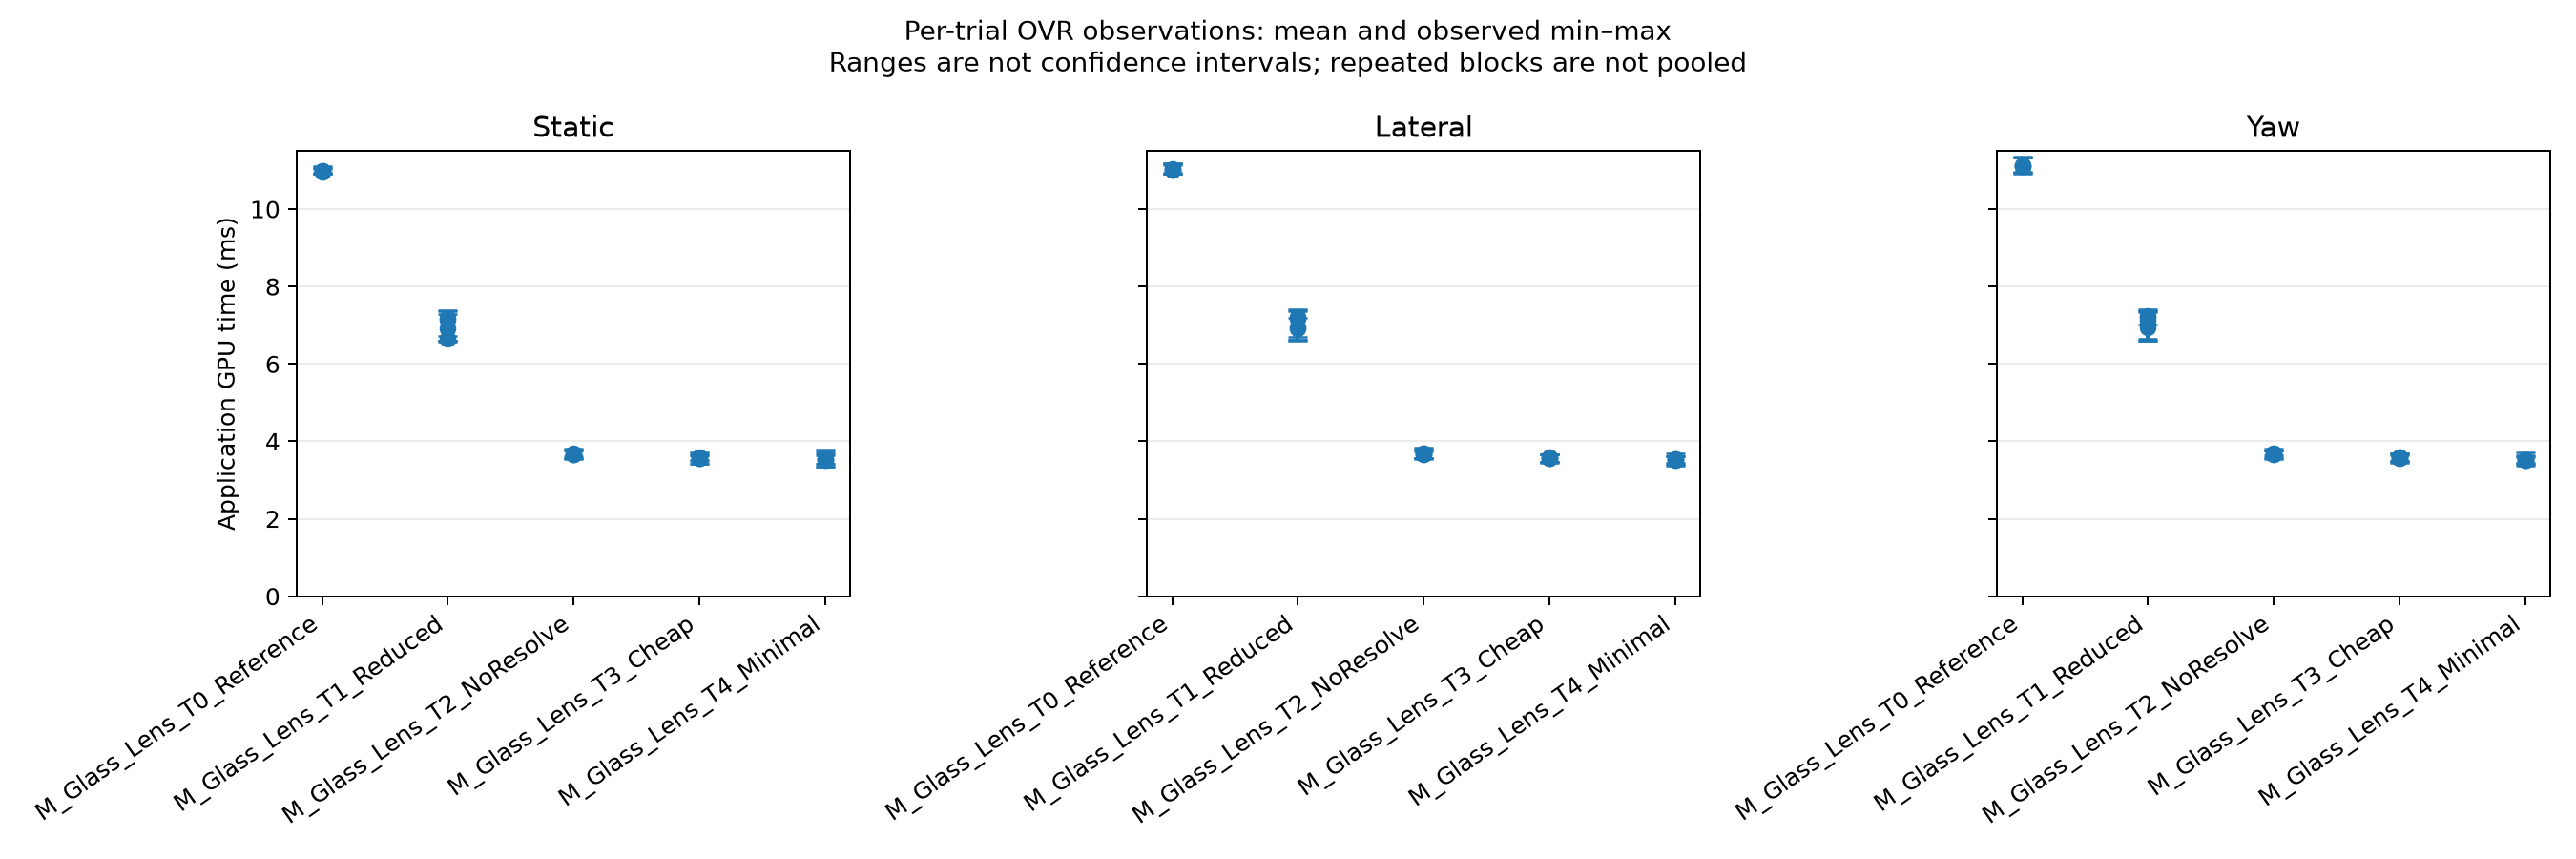 Per-trial OVR observations: mean and observed min–max
Ranges are not confidence intervals; repeated blocks are not pooled
Static
Application GPU time (ms)
10
8
6
4
2
0
M_Glass_Lens_T0_Reference
M_Glass_Lens_T1_Reduced
M_Glass_Lens_T2_NoResolve
M_Glass_Lens_T3_Cheap
M_Glass_Lens_T4_Minimal
Lateral
M_Glass_Lens_T0_Reference
M_Glass_Lens_T1_Reduced
M_Glass_Lens_T2_NoResolve
M_Glass_Lens_T3_Cheap
M_Glass_Lens_T4_Minimal
Yaw
M_Glass_Lens_T0_Reference
M_Glass_Lens_T1_Reduced
M_Glass_Lens_T2_NoResolve
M_Glass_Lens_T3_Cheap
M_Glass_Lens_T4_Minimal